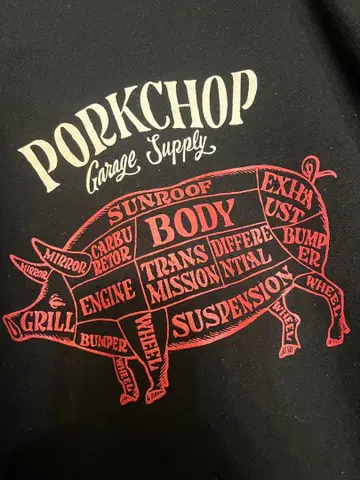 PORKCHOP
Garage Supply
SUNROOF
EXHA
UST
BODY
MIRROR
MIRROR
CARBU
RETOR
TRANS
MISSION
DIFFERE
NTIAL
BUMP
ER
ENGINE
GRILL
BUMPER
WHEEL
WHEEL
SUSPENSION
WHEEL
WHEEL